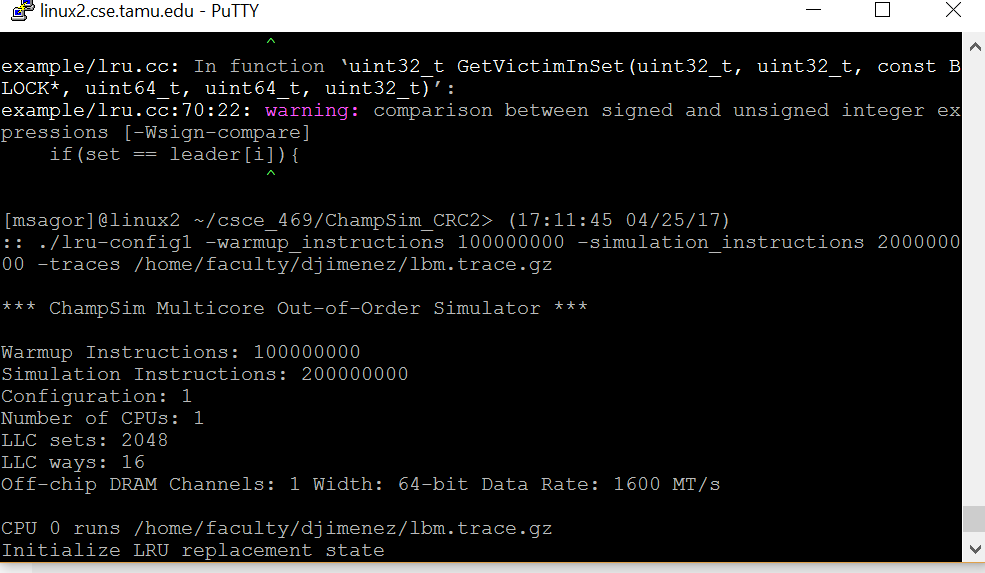 linux2.cse.tamu.edu - PuTTY
^
example/lru.cc: In function ‘uint32_t GetVictimInSet(uint32_t, uint32_t, const B
LOCK*, uint64_t, uint64_t, uint32_t)’:
example/lru.cc:70:22: warning: comparison between signed and unsigned integer ex
pressions [-Wsign-compare]
if(set == leader[i]){
^
[msagor]@linux2 ~/csce_469/ChampSim_CRC2> (17:11:45 04/25/17)
:: ./lru-config1 -warmup_instructions 100000000 -simulation_instructions 2000000
00 -traces /home/faculty/djimenez/lbm.trace.gz
*** ChampSim Multicore Out-of-Order Simulator ***
Warmup Instructions: 100000000
Simulation Instructions: 200000000
Configuration: 1
Number of CPUs: 1
LLC sets: 2048
LLC ways: 16
Off-chip DRAM Channels: 1 Width: 64-bit Data Rate: 1600 MT/s
CPU 0 runs /home/faculty/djimenez/lbm.trace.gz
Initialize LRU replacement state